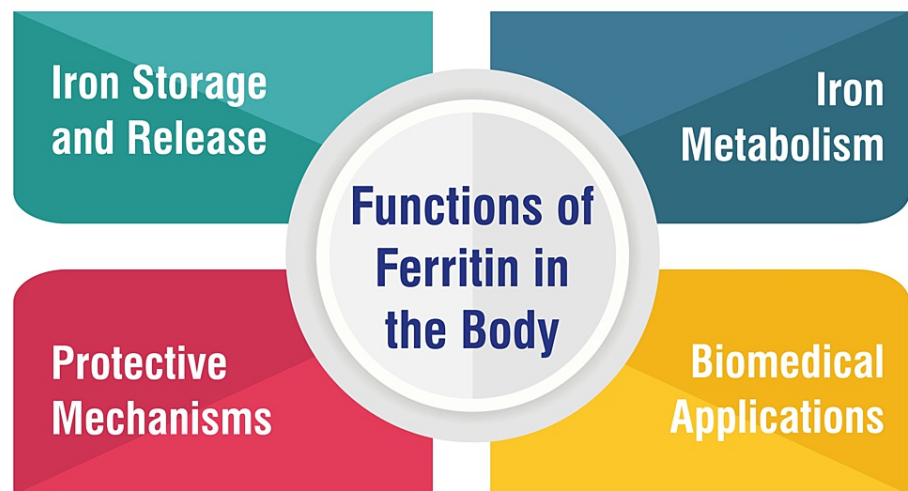 Iron Storage
and Release
Iron
Metabolism
Functions of
Ferritin in
the Body
Protective
Mechanisms
Biomedical
Applications